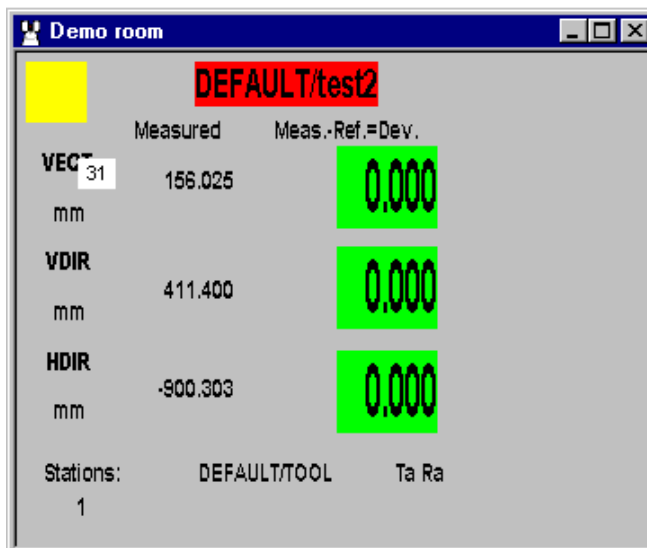 Demo room
DEFAULT/test2
Measured Meas.-Ref.=Dev.
VECT 31 156.025 0.000
mm
VDIR
411.400 0.000
mm
HDIR
-900.303 0.000
mm
Stations: DEFAULT/TOOL Ta Ra
1